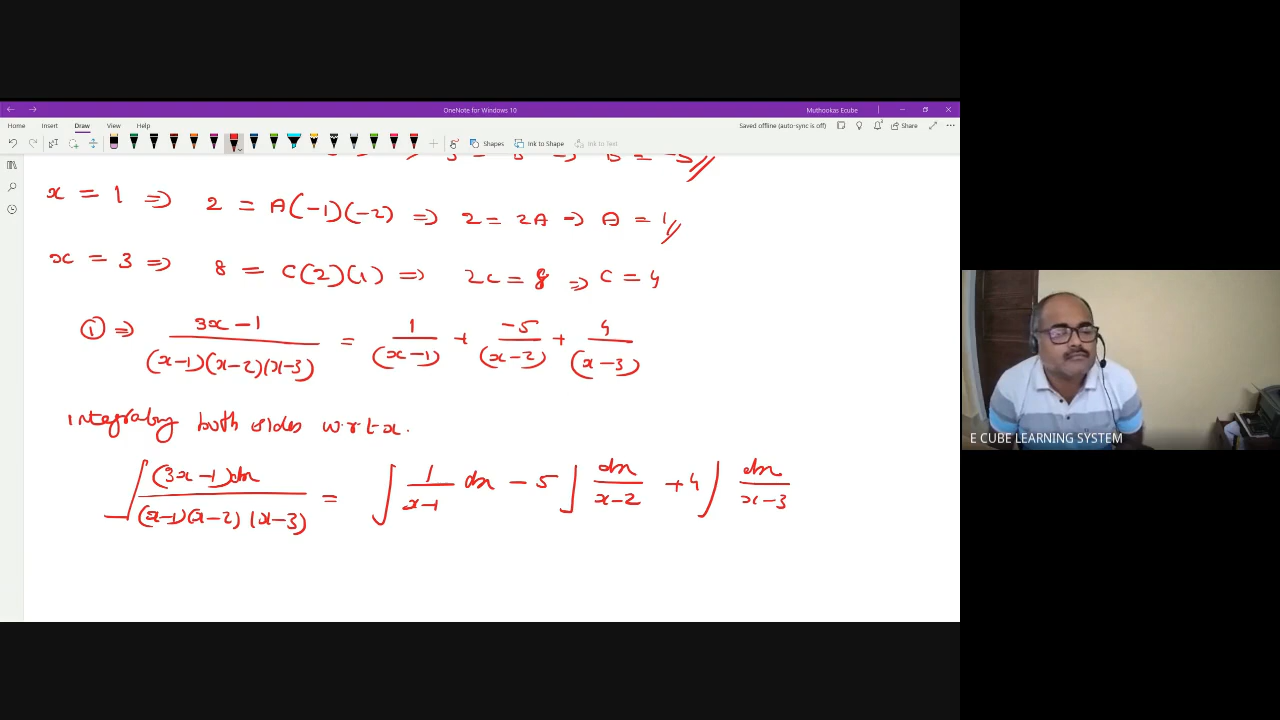 OneNote for Windows 10
Muthookas Ecube
Home Insert Draw View Help
Saved offline (auto-sync is off)
Share
Shapes
Ink to Shape
Ink to Text
x = 1 ⇒ 2 = A(-1)(-2) ⇒ 2 = 2A ⇒ A = 1//
x = 3 ⇒ 8 = C(2)(1) ⇒ 2C = 8 ⇒ C = 4
① ⇒ (3x-1)/((x-1)(x-2)(x-3)) = 1/(x-1) + -5/(x-2) + 4/(x-3)
integrating both sides w.r.t x.
∫ (3x-1)dx/((x-1)(x-2)(x-3)) = ∫ 1/(x-1) dx - 5 ∫ dx/(x-2) + 4 ∫ dx/(x-3)
E CUBE LEARNING SYSTEM